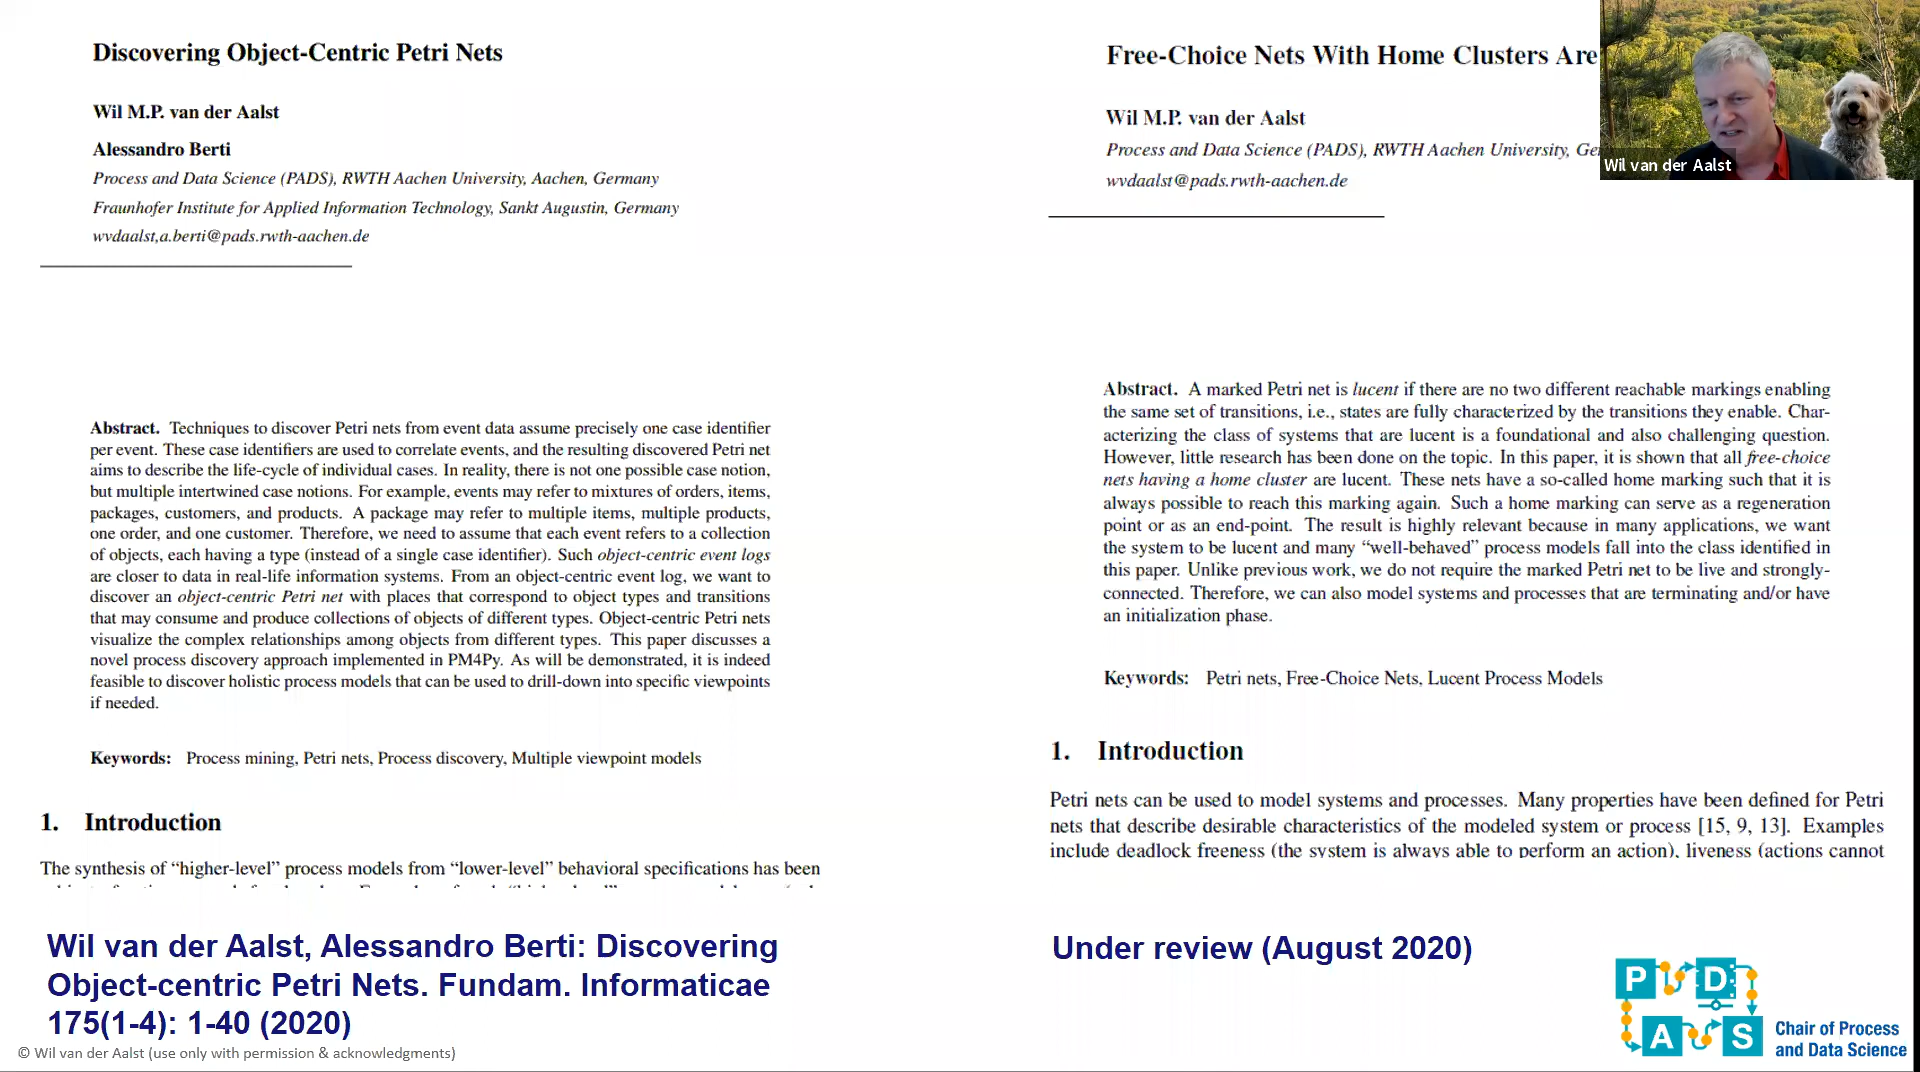 Discovering Object-Centric Petri Nets
Wil M.P. van der Aalst
Alessandro Berti
Process and Data Science (PADS), RWTH Aachen University, Aachen, Germany
Fraunhofer Institute for Applied Information Technology, Sankt Augustin, Germany
wvdaalst,a.berti@pads.rwth-aachen.de
Abstract. Techniques to discover Petri nets from event data assume precisely one case identifier
per event. These case identifiers are used to correlate events, and the resulting discovered Petri net
aims to describe the life-cycle of individual cases. In reality, there is not one possible case notion,
but multiple intertwined case notions. For example, events may refer to mixtures of orders, items,
packages, customers, and products. A package may refer to multiple items, multiple products,
one order, and one customer. Therefore, we need to assume that each event refers to a collection
of objects, each having a type (instead of a single case identifier). Such object-centric event logs
are closer to data in real-life information systems. From an object-centric event log, we want to
discover an object-centric Petri net with places that correspond to object types and transitions
that may consume and produce collections of objects of different types. Object-centric Petri nets
visualize the complex relationships among objects from different types. This paper discusses a
novel process discovery approach implemented in PM4Py. As will be demonstrated, it is indeed
feasible to discover holistic process models that can be used to drill-down into specific viewpoints
if needed.
Keywords: Process mining, Petri nets, Process discovery, Multiple viewpoint models
1. Introduction
The synthesis of “higher-level” process models from “lower-level” behavioral specifications has been
Wil van der Aalst, Alessandro Berti: Discovering
Object-centric Petri Nets. Fundam. Informaticae
175(1-4): 1-40 (2020)
© Wil van der Aalst (use only with permission & acknowledgments)
Free-Choice Nets With Home Clusters Are
Wil M.P. van der Aalst
Process and Data Science (PADS), RWTH Aachen University, Ge
wvdaalst@pads.rwth-aachen.de
Wil van der Aalst
Abstract. A marked Petri net is lucent if there are no two different reachable markings enabling
the same set of transitions, i.e., states are fully characterized by the transitions they enable. Char-
acterizing the class of systems that are lucent is a foundational and also challenging question.
However, little research has been done on the topic. In this paper, it is shown that all free-choice
nets having a home cluster are lucent. These nets have a so-called home marking such that it is
always possible to reach this marking again. Such a home marking can serve as a regeneration
point or as an end-point. The result is highly relevant because in many applications, we want
the system to be lucent and many “well-behaved” process models fall into the class identified in
this paper. Unlike previous work, we do not require the marked Petri net to be live and strongly-
connected. Therefore, we can also model systems and processes that are terminating and/or have
an initialization phase.
Keywords: Petri nets, Free-Choice Nets, Lucent Process Models
1. Introduction
Petri nets can be used to model systems and processes. Many properties have been defined for Petri
nets that describe desirable characteristics of the modeled system or process [15, 9, 13]. Examples
include deadlock freeness (the system is always able to perform an action), liveness (actions cannot
Under review (August 2020)
P D
A S
Chair of Process
and Data Science